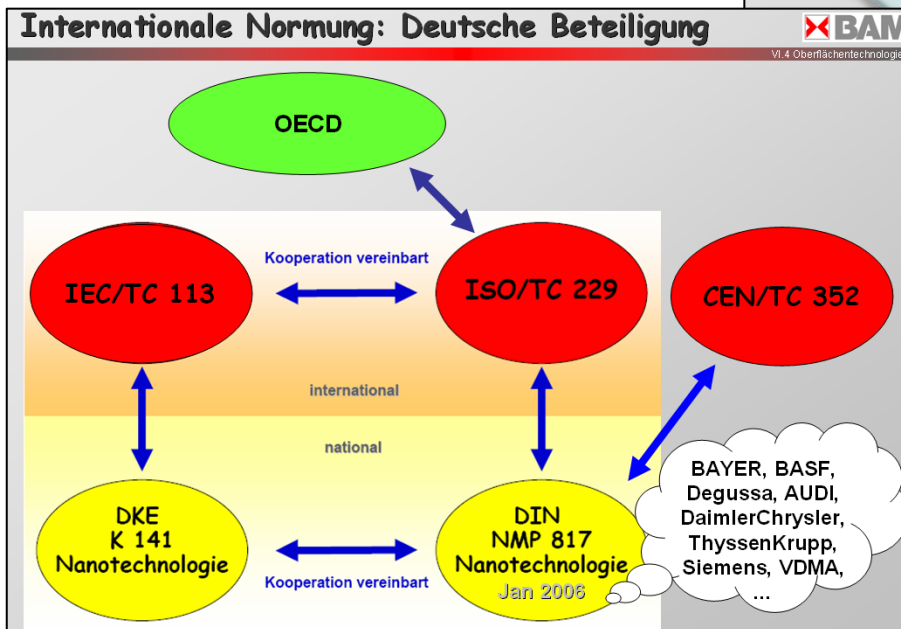 Internationale Normung: Deutsche Beteiligung
BAM
VI.4 Oberflächentechnologie
OECD
Kooperation vereinbart
IEC/TC 113
ISO/TC 229
CEN/TC 352
international
national
DKE
K 141
Nanotechnologie
Kooperation vereinbart
DIN
NMP 817
Nanotechnologie
Jan 2006
BAYER, BASF,
Degussa, AUDI,
DaimlerChrysler,
ThyssenKrupp,
Siemens, VDMA,
...